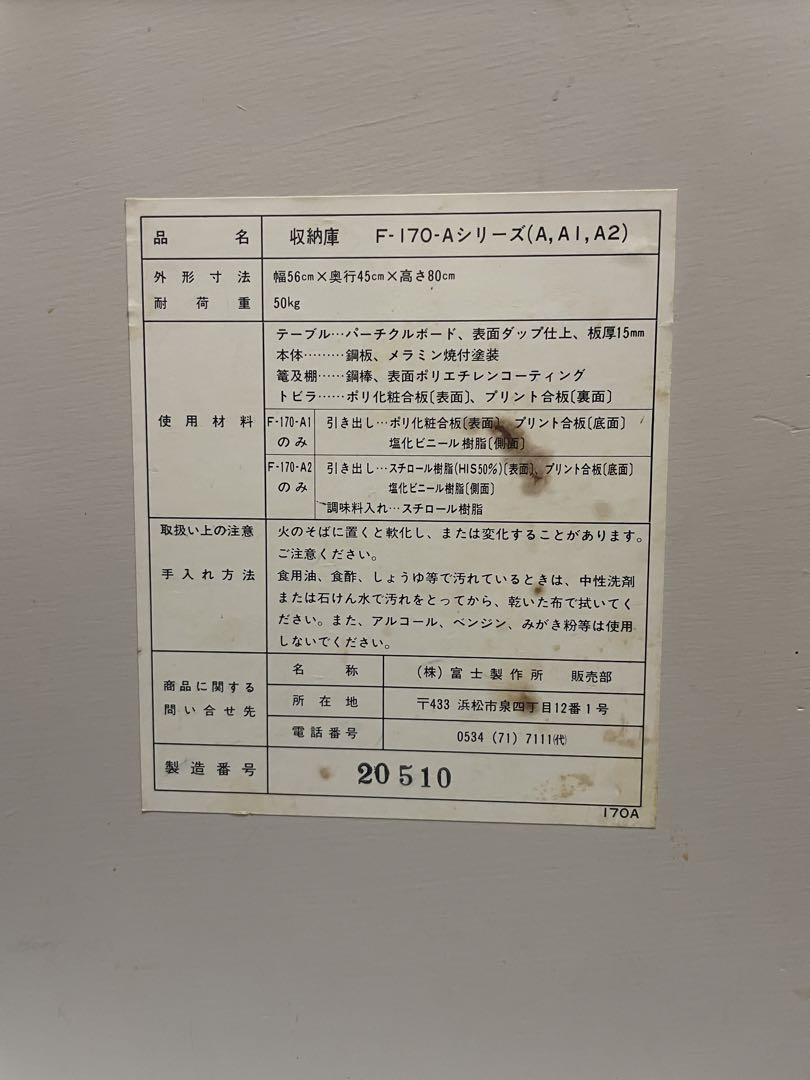 品名 収納庫 F-170-Aシリーズ(A, A1, A2)
外形寸法 幅56cm×奥行45cm×高さ80cm
耐荷重 50kg
使用材料
テーブル…パーチクルボード、表面ダップ仕上、板厚15mm
本体………鋼板、メラミン焼付塗装
篭及棚……鋼棒、表面ポリエチレンコーティング
トビラ……ポリ化粧合板〔表面〕、プリント合板〔裏面〕
F-170-A1 のみ
引き出し…ポリ化粧合板〔表面〕、プリント合板〔底面〕
塩化ビニール樹脂〔側面〕
F-170-A2 のみ
引き出し…スチロール樹脂(HIS50%)〔表面〕、プリント合板〔底面〕
塩化ビニール樹脂〔側面〕
調味料入れ…スチロール樹脂
取扱い上の注意
火のそばに置くと軟化し、または変化することがあります。
ご注意ください。
手入れ方法
食用油、食酢、しょうゆ等で汚れているときは、中性洗剤
または石けん水で汚れをとってから、乾いた布で拭いてく
ださい。また、アルコール、ベンジン、みがき粉等は使用
しないでください。
商品に関する
問い合せ先
名称 (株)富士製作所 販売部
所在地 〒433 浜松市泉四丁目12番1号
電話番号 0534 (71) 7111㈹
製造番号 20510
170A